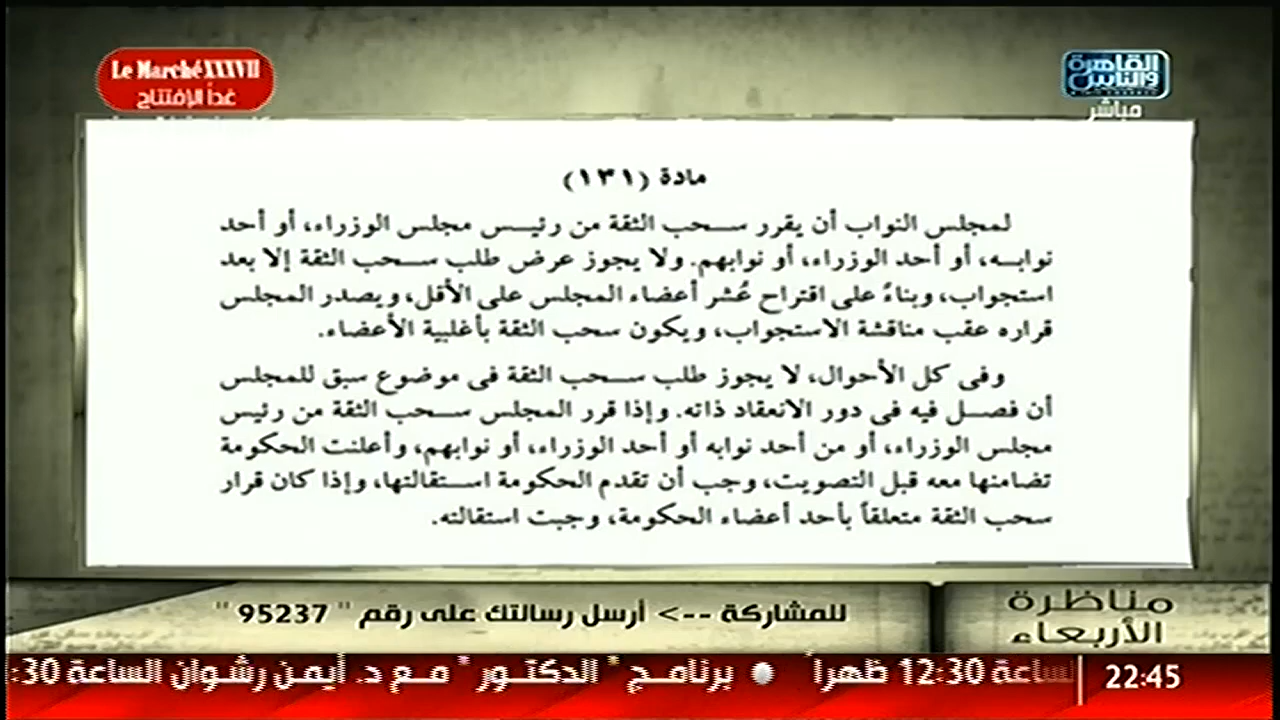 Le Marché XXXVII
غداً الإفتتاح
القاهرة
والناس
مباشر
مادة (١٣١)
لمجلس النواب أن يقرر سحب الثقة من رئيس مجلس الوزراء، أو أحد
نوابه، أو أحد الوزراء، أو نوابهم. ولا يجوز عرض طلب سحب الثقة إلا بعد
استجواب، وبناءً على اقتراح عُشر أعضاء المجلس على الأقل، ويصدر المجلس
قراره عقب مناقشة الاستجواب، ويكون سحب الثقة بأغلبية الأعضاء.
وفى كل الأحوال، لا يجوز طلب سحب الثقة فى موضوع سبق للمجلس
أن فصل فيه فى دور الانعقاد ذاته. وإذا قرر المجلس سحب الثقة من رئيس
مجلس الوزراء، أو من أحد نوابه أو أحد الوزراء، أو نوابهم، وأعلنت الحكومة
تضامنها معه قبل التصويت، وجب أن تقدم الحكومة استقالتها، وإذا كان قرار
سحب الثقة متعلقاً بأحد أعضاء الحكومة، وجبت استقالته.
مناظرة
الأربعاء
للمشاركة --> أرسل رسالتك على رقم " 95237 "
22:45
الساعة 12:30 ظهراً ● برنامج " الدكتور " مع د. أيمن رشوان الساعة 30: